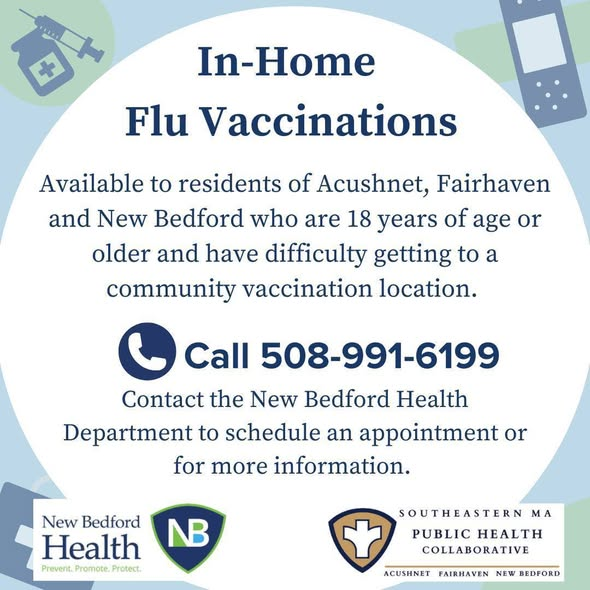 In-Home
Flu Vaccinations
Available to residents of Acushnet, Fairhaven
and New Bedford who are 18 years of age or
older and have difficulty getting to a
community vaccination location.
Call 508-991-6199
Contact the New Bedford Health
Department to schedule an appointment or
for more information.
New Bedford
Health
Prevent. Promote. Protect.
NB
SOUTHEASTERN MA
PUBLIC HEALTH
COLLABORATIVE
ACUSHNET FAIRHAVEN NEW BEDFORD